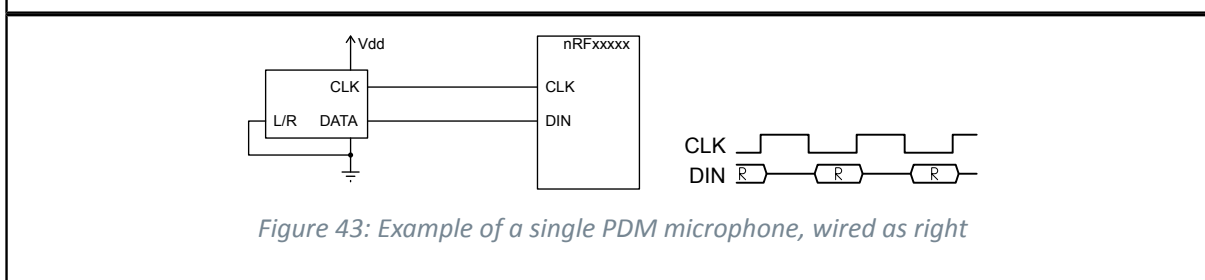 Vdd
nRFxxxxx
CLK
CLK
L/R DATA
DIN
CLK
DIN R R R
Figure 43: Example of a single PDM microphone, wired as right